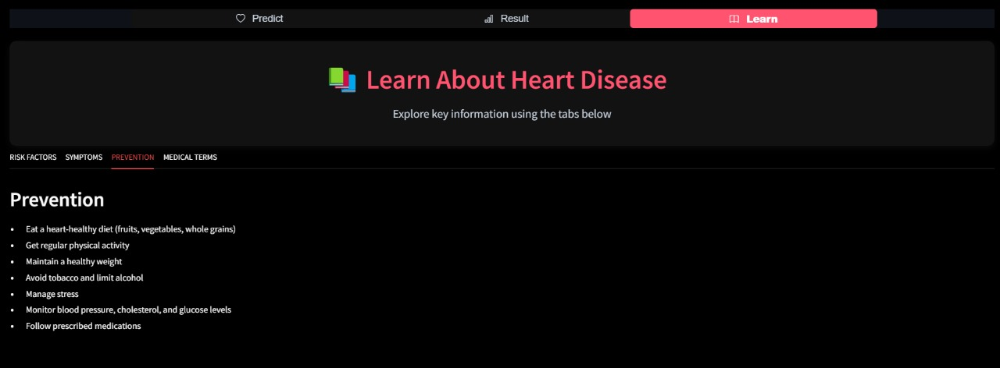 Predict
Result
Learn
Learn About Heart Disease
Explore key information using the tabs below
RISK FACTORS SYMPTOMS PREVENTION MEDICAL TERMS
Prevention
• Eat a heart-healthy diet (fruits, vegetables, whole grains)
• Get regular physical activity
• Maintain a healthy weight
• Avoid tobacco and limit alcohol
• Manage stress
• Monitor blood pressure, cholesterol, and glucose levels
• Follow prescribed medications